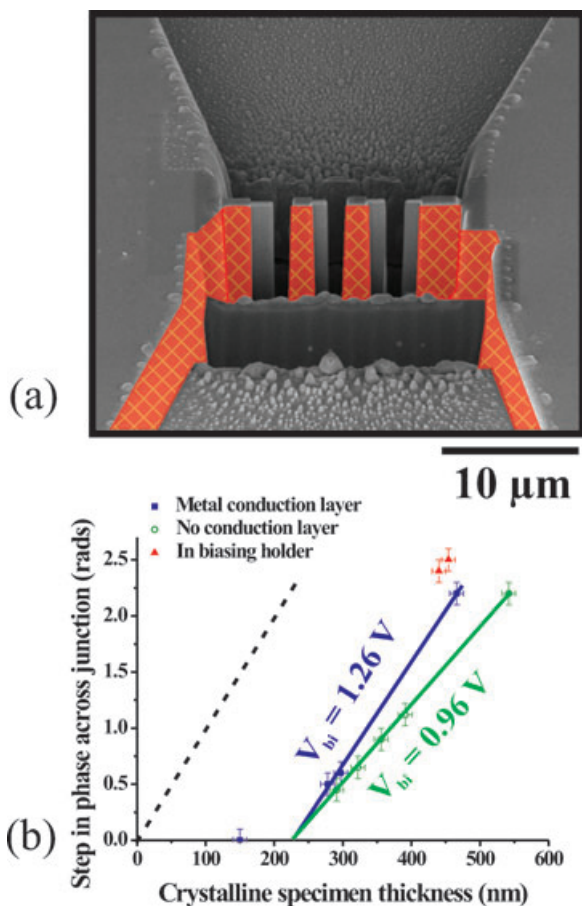 (a)
10 µm
Metal conduction layer
No conduction layer
In biasing holder
Step in phase across junction (rads)
2.5
2.0
1.5
1.0
0.5
0.0
V bi = 1.26 V
V bi = 0.96 V
(b)
0 100 200 300 400 500 600
Crystalline specimen thickness (nm)